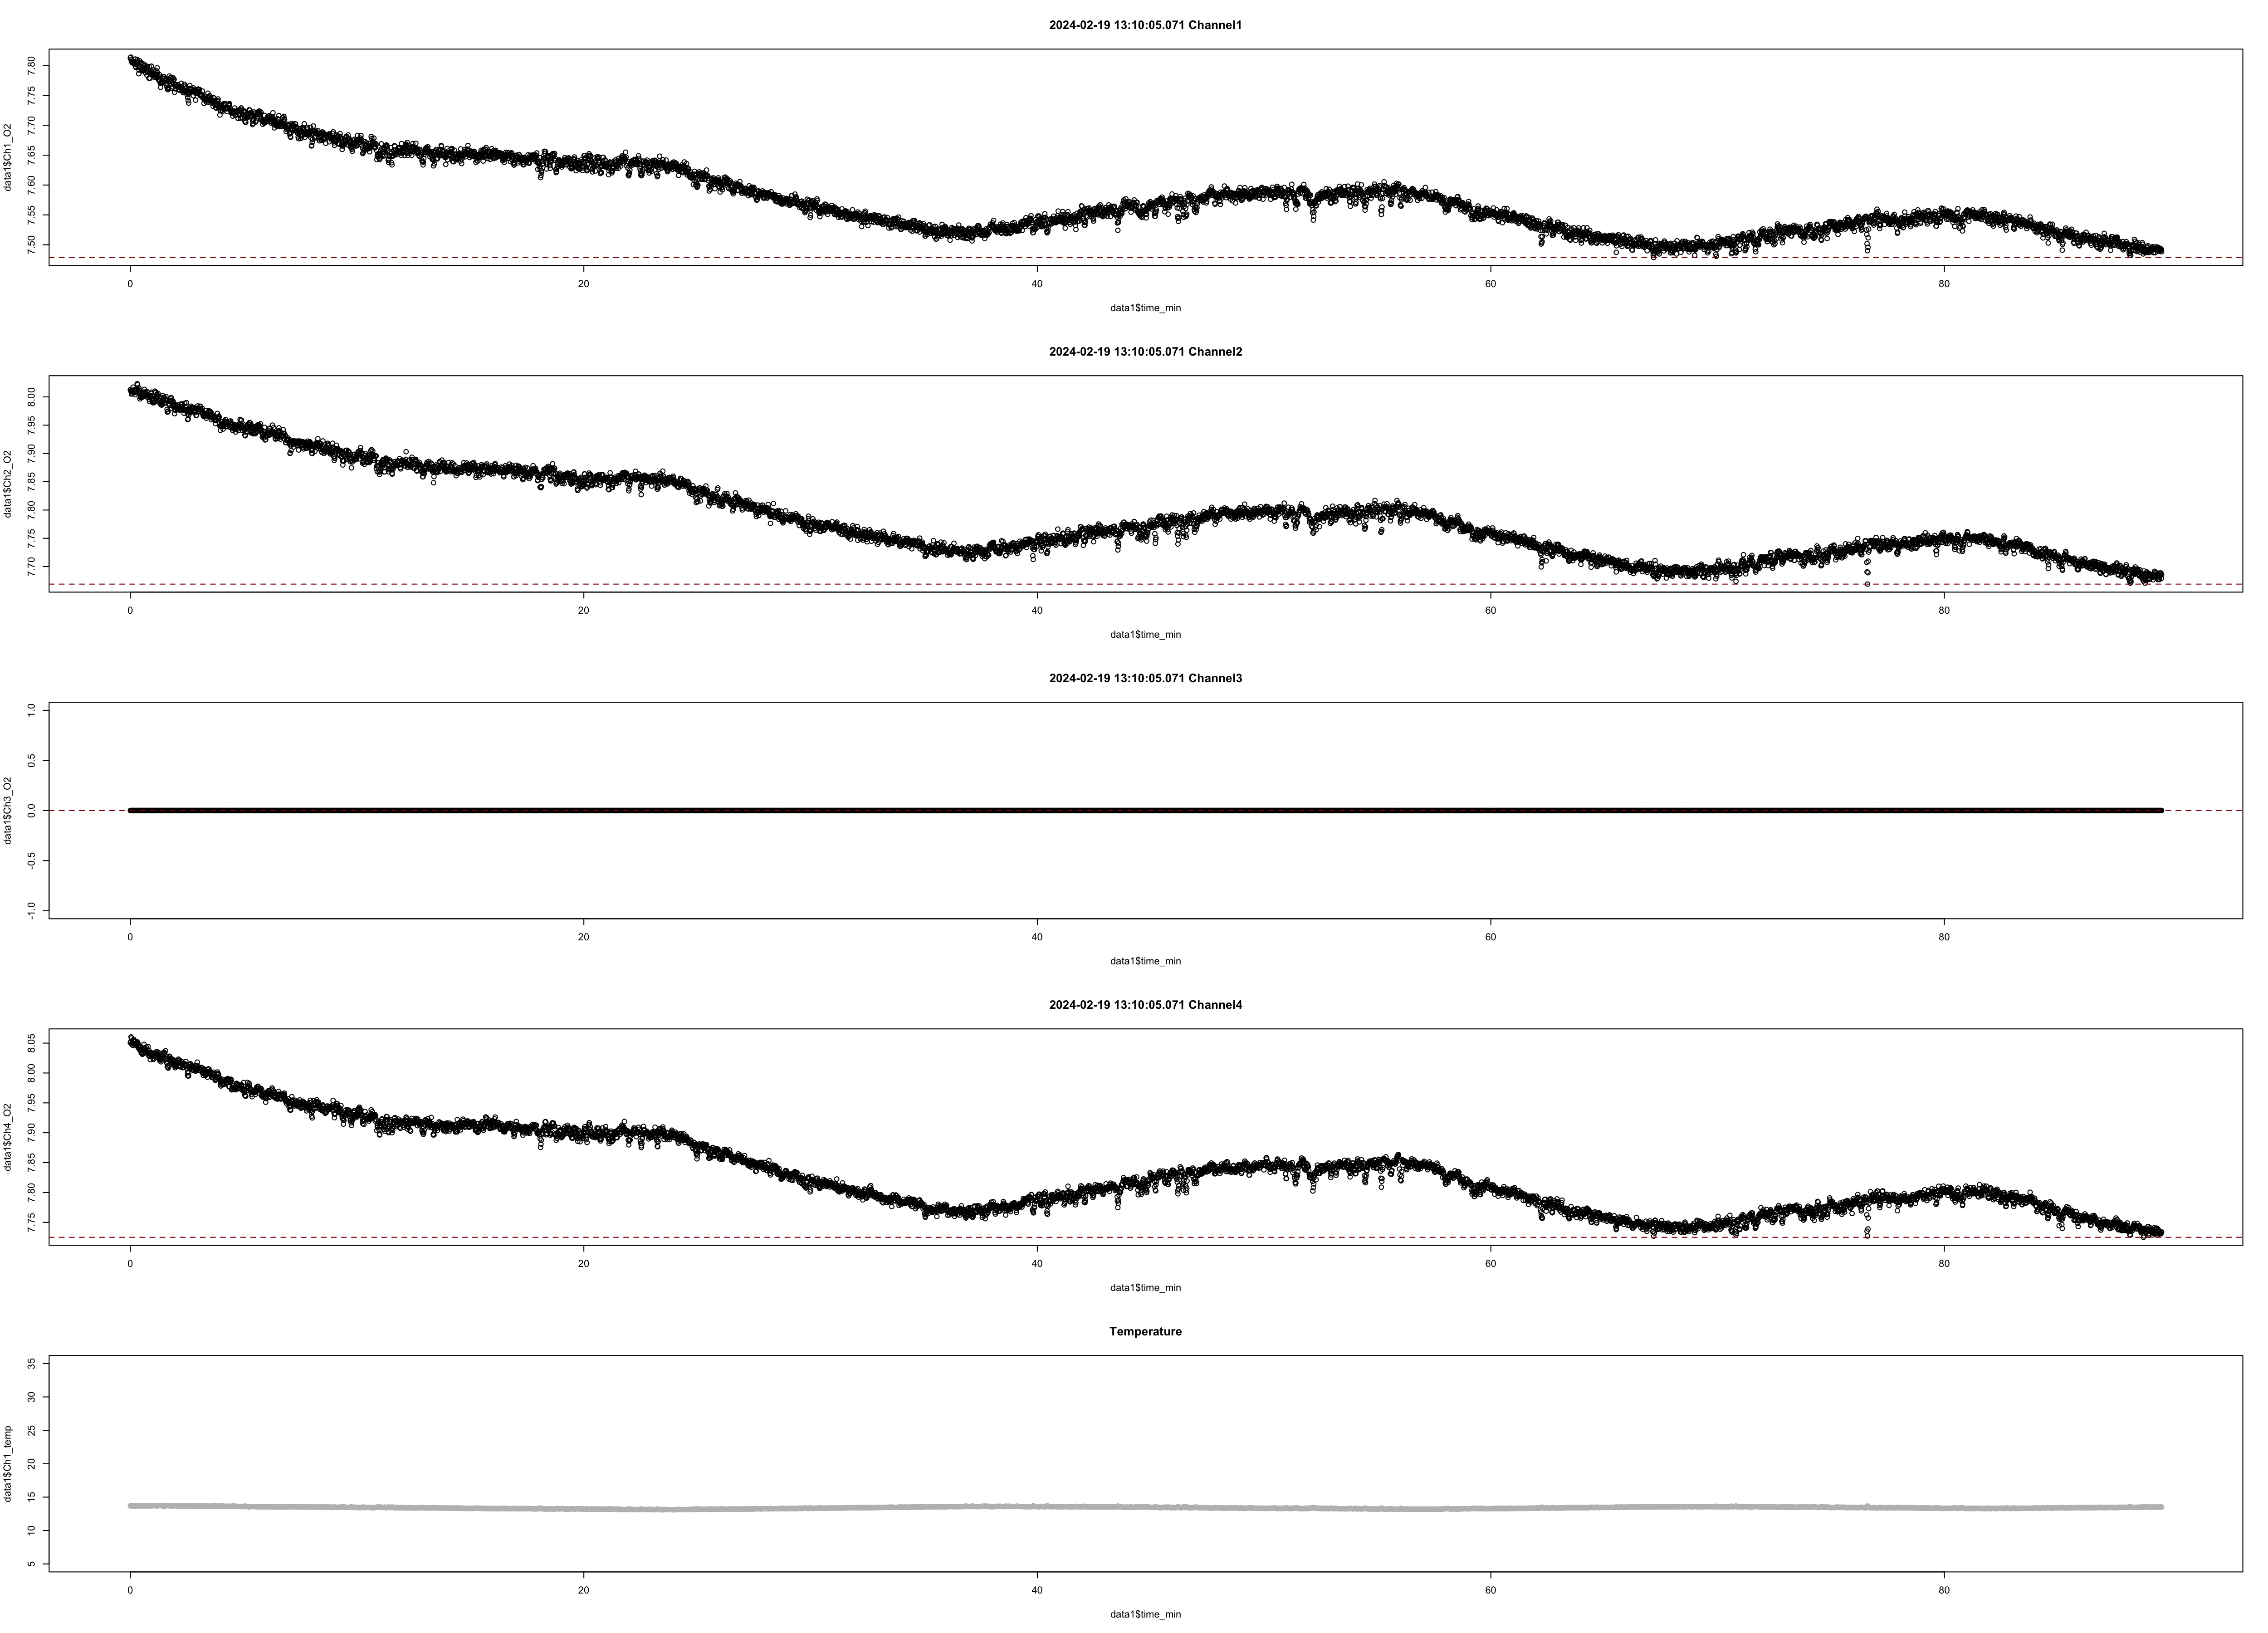 2024-02-19 13:10:05.071 Channel1
data1$Ch1_O2
7.80
7.75
7.70
7.65
7.60
7.55
7.50
0 20 40 60 80
data1$time_min
2024-02-19 13:10:05.071 Channel2
data1$Ch2_O2
8.00
7.95
7.90
7.85
7.80
7.75
7.70
0 20 40 60 80
data1$time_min
2024-02-19 13:10:05.071 Channel3
data1$Ch3_O2
1.0
0.5
0.0
-0.5
-1.0
0 20 40 60 80
data1$time_min
2024-02-19 13:10:05.071 Channel4
data1$Ch4_O2
8.05
8.00
7.95
7.90
7.85
7.80
7.75
0 20 40 60 80
data1$time_min
Temperature
data1$Ch1_temp
35
30
25
20
15
10
5
0 20 40 60 80
data1$time_min